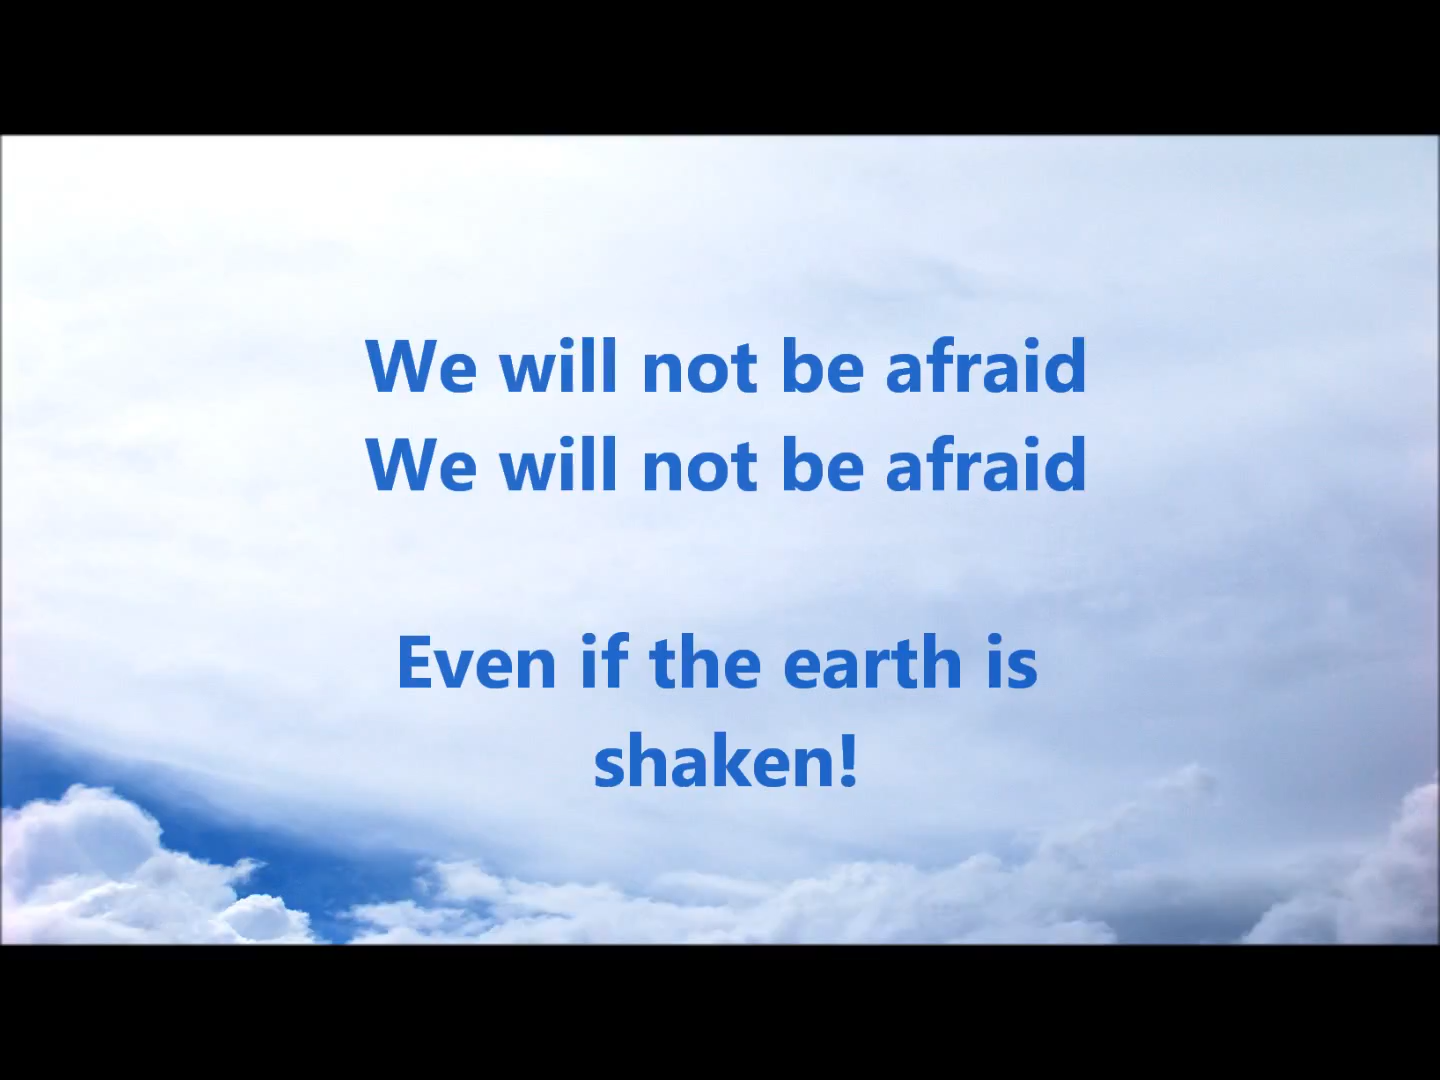 We will not be afraid
We will not be afraid
Even if the earth is
shaken!